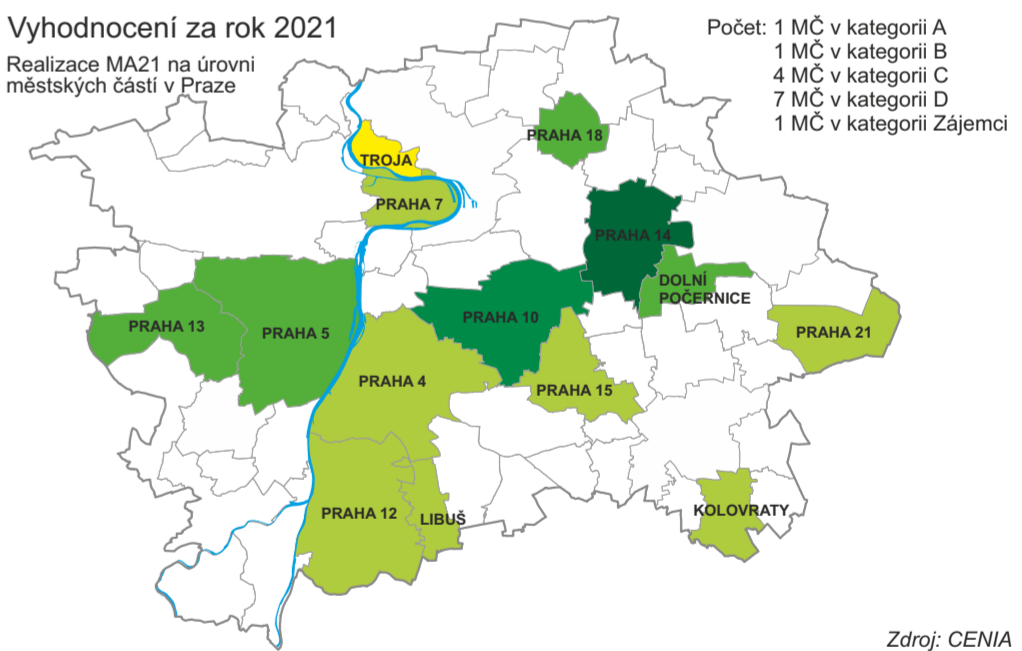 Vyhodnocení za rok 2021
Realizace MA21 na úrovni
městských částí v Praze
Počet: 1 MČ v kategorii A
1 MČ v kategorii B
4 MČ v kategorii C
7 MČ v kategorii D
1 MČ v kategorii Zájemci
PRAHA 18
TROJA
PRAHA 7
PRAHA 14
DOLNÍ
POČERNICE
PRAHA 13
PRAHA 5
PRAHA 10
PRAHA 21
PRAHA 4
PRAHA 15
PRAHA 12
LIBUŠ
KOLOVRATY
Zdroj: CENIA